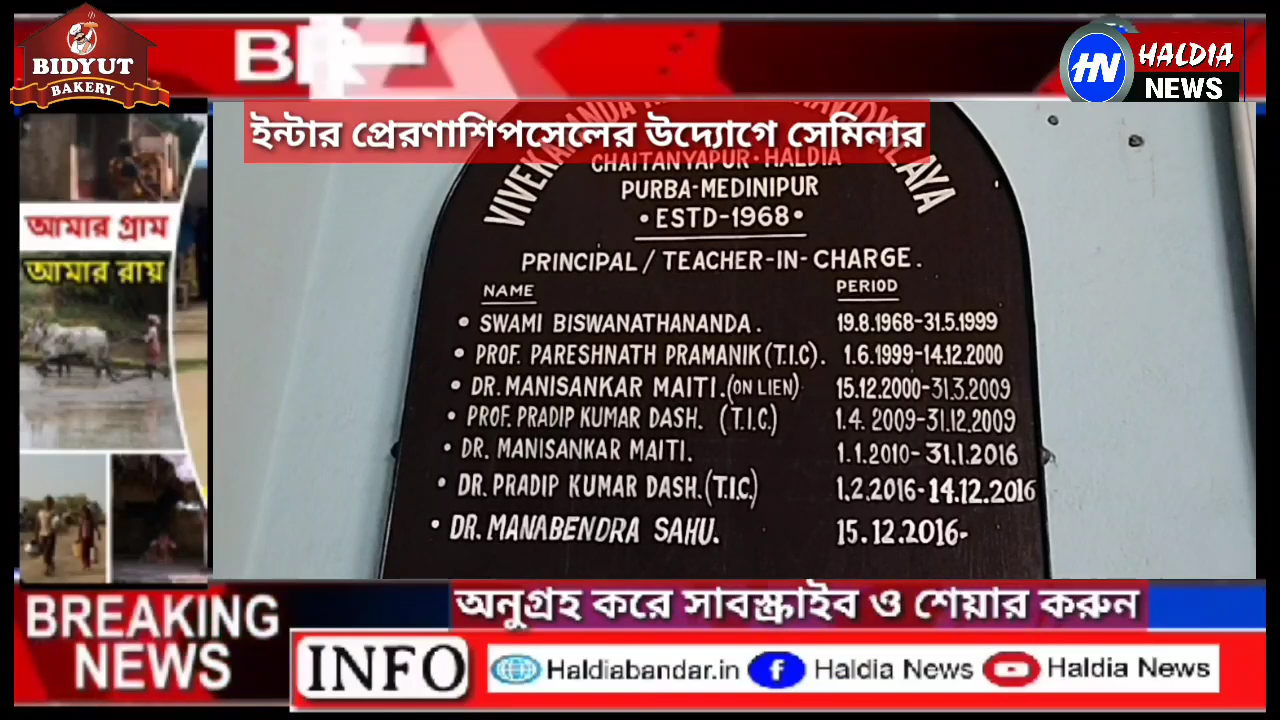 BIDYUT
BAKERY
BR
HN
HALDIA
NEWS
ইন্টার প্রেরণাশিপসেলের উদ্যোগে সেমিনার
আমার গ্রাম
আমার রায়
CHAITANYAPUR · HALDIA
PURBA-MEDINIPUR
• ESTD-1968 •
PRINCIPAL / TEACHER-IN-CHARGE.
NAME PERIOD
• SWAMI BISWANATHANANDA. 19.8.1968-31.5.1999
• PROF. PARESHNATH PRAMANIK (T.I.C). 1.6.1999-14.12.2000
• DR. MANISANKAR MAITI. (ON LIEN) 15.12.2000-31.3.2009
• PROF. PRADIP KUMAR DASH. (T.I.C.) 1.4. 2009-31.12.2009
• DR. MANISANKAR MAITI. 1.1.2010- 31.1.2016
• DR. PRADIP KUMAR DASH. (T.I.C.) 1.2.2016-14.12.2016
• DR. MANABENDRA SAHU. 15.12.2016-
অনুগ্রহ করে সাবস্ক্রাইব ও শেয়ার করুন
BREAKING
NEWS
INFO
Haldiabandar.in Haldia News Haldia News